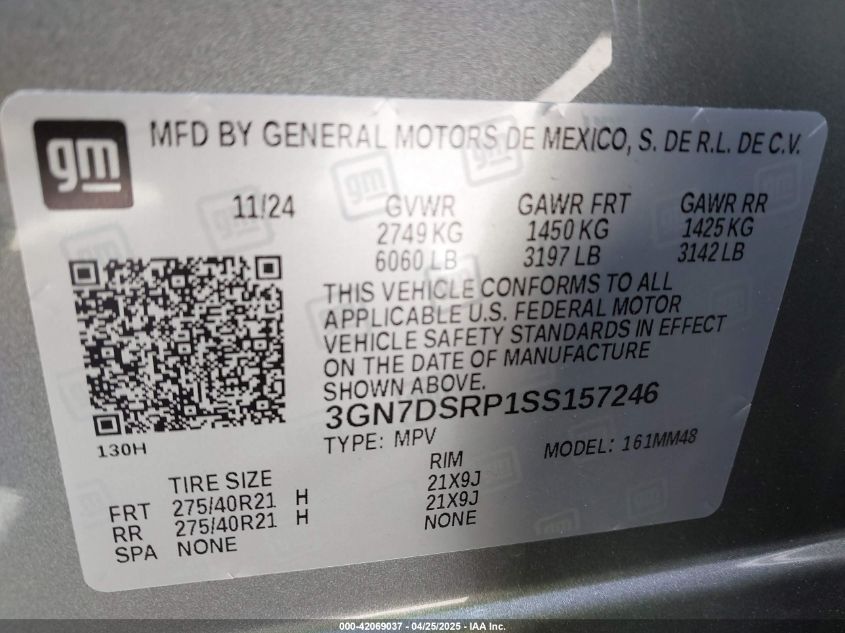 gm
MFD BY GENERAL MOTORS DE MEXICO, S. DE R.L. DE C.V.
11/24 GVWR GAWR FRT GAWR RR
2749 KG 1450 KG 1425 KG
6060 LB 3197 LB 3142 LB
THIS VEHICLE CONFORMS TO ALL
APPLICABLE U.S. FEDERAL MOTOR
VEHICLE SAFETY STANDARDS IN EFFECT
ON THE DATE OF MANUFACTURE
SHOWN ABOVE.
3GN7DSRP1SS157246
130H TYPE: MPV MODEL: 161MM48
TIRE SIZE RIM
FRT 275/40R21 H 21X9J
RR 275/40R21 H 21X9J
SPA NONE NONE
000-42069037 - 04/25/2025 - IAA Inc.